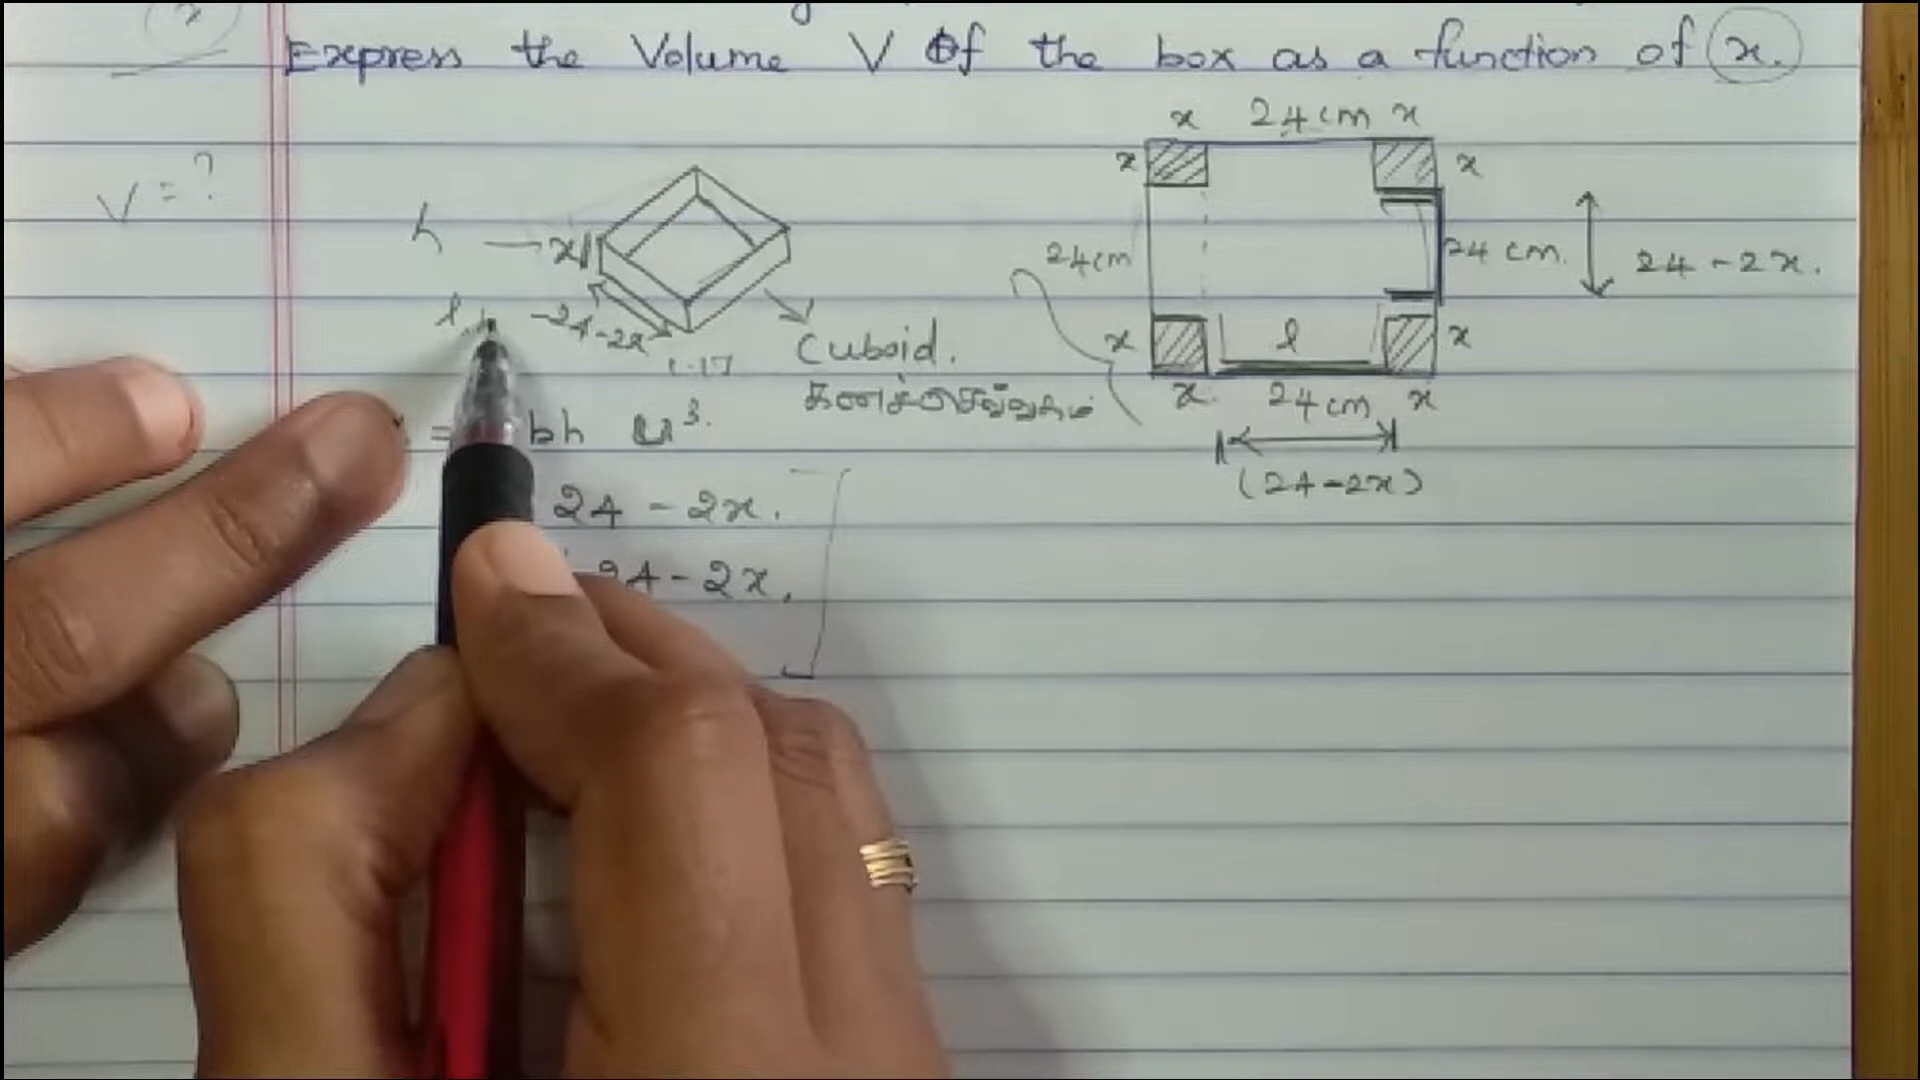 Express the Volume V Of the box as a function of x.
x 24 cm x
x x
V = ?
h — x
24cm
24 cm.
24 - 2x.
l,
24-2x
Cuboid.
கனச்செவ்வகம்
x l x
x. 24 cm x
= bh u³.
(24-2x)
24 - 2x.
24 - 2x.